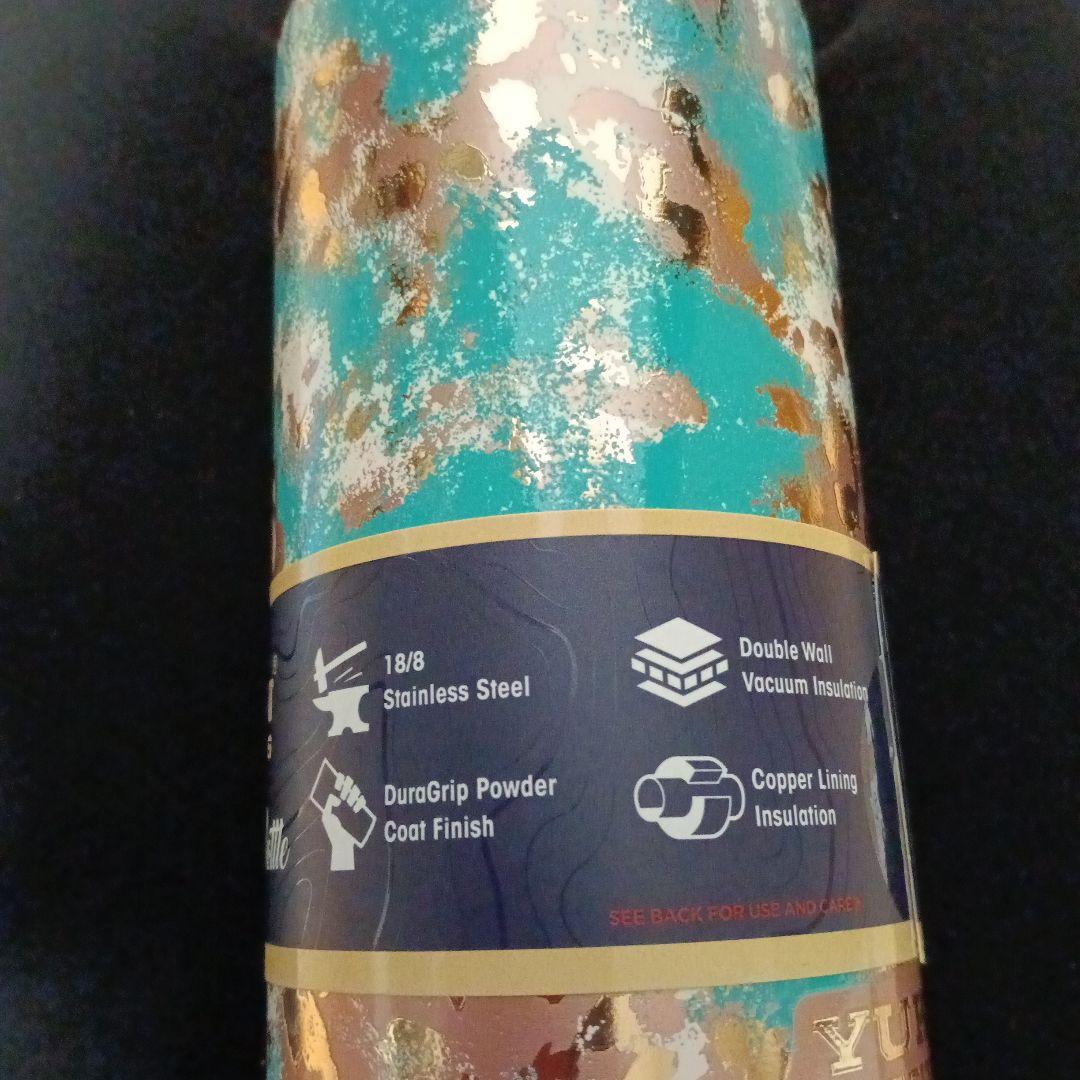 18/8
Stainless Steel
Double Wall
Vacuum Insulation
DuraGrip Powder
Coat Finish
Copper Lining
Insulation
SEE BACK FOR USE AND CARE